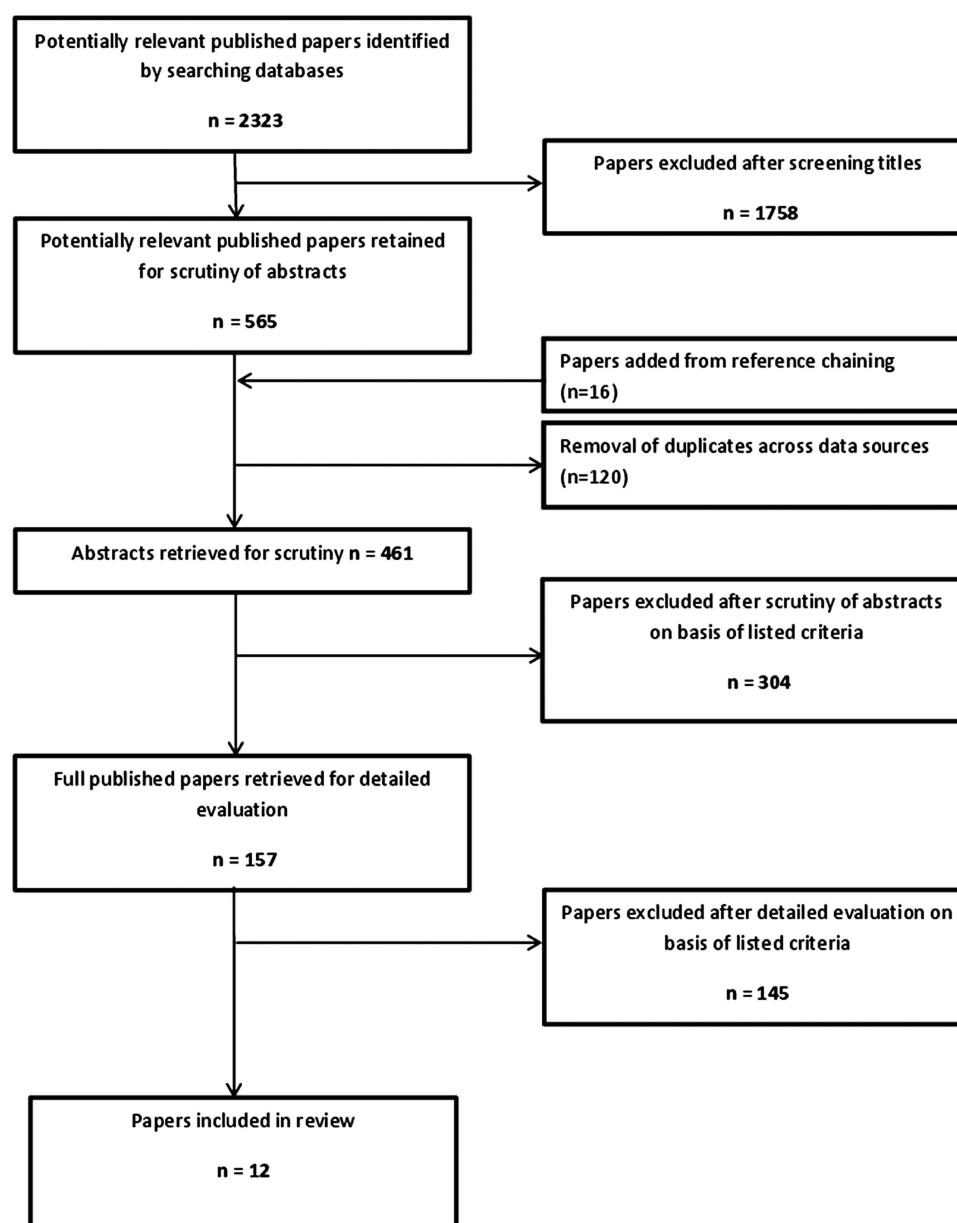 Potentially relevant published papers identified
by searching databases
n = 2323
Papers excluded after screening titles
n = 1758
Potentially relevant published papers retained
for scrutiny of abstracts
n = 565
Papers added from reference chaining
(n=16)
Removal of duplicates across data sources
(n=120)
Abstracts retrieved for scrutiny n = 461
Papers excluded after scrutiny of abstracts
on basis of listed criteria
n = 304
Full published papers retrieved for detailed
evaluation
n = 157
Papers excluded after detailed evaluation on
basis of listed criteria
n = 145
Papers included in review
n = 12